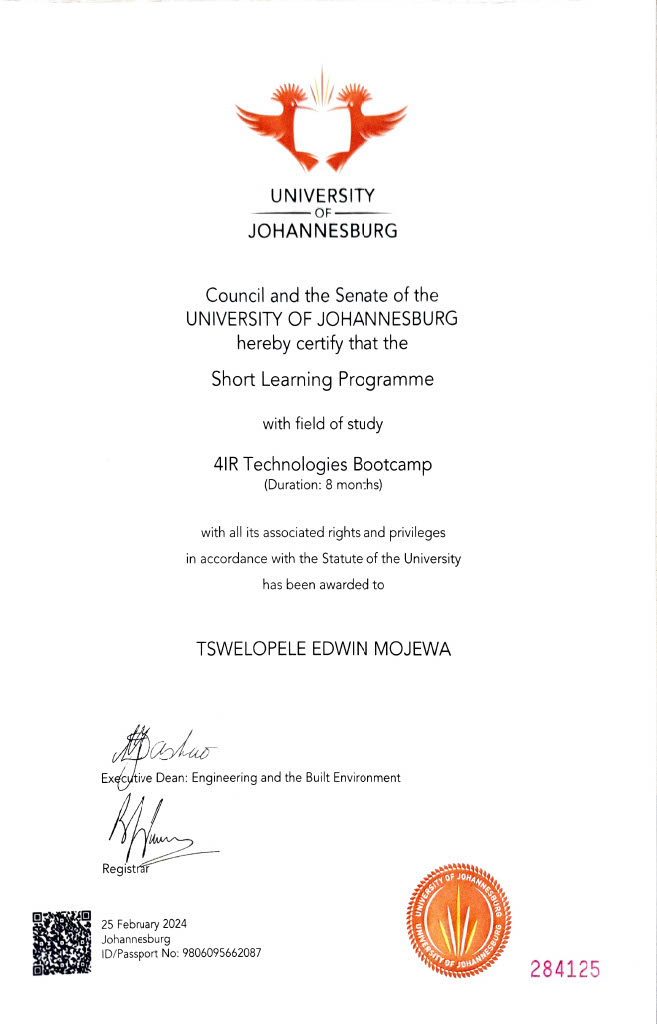 UNIVERSITY
OF
JOHANNESBURG
Council and the Senate of the
UNIVERSITY OF JOHANNESBURG
hereby certify that the
Short Learning Programme
with field of study
4IR Technologies Bootcamp
(Duration: 8 months)
with all its associated rights and privileges
in accordance with the Statute of the University
has been awarded to
TSWELOPELE EDWIN MOJEWA
Executive Dean: Engineering and the Built Environment
Registrar
25 February 2024
Johannesburg
ID/Passport No: 9806095662087
UNIVERSITY OF JOHANNESBURG
UNIVERSITY OF JOHANNESBURG
284125